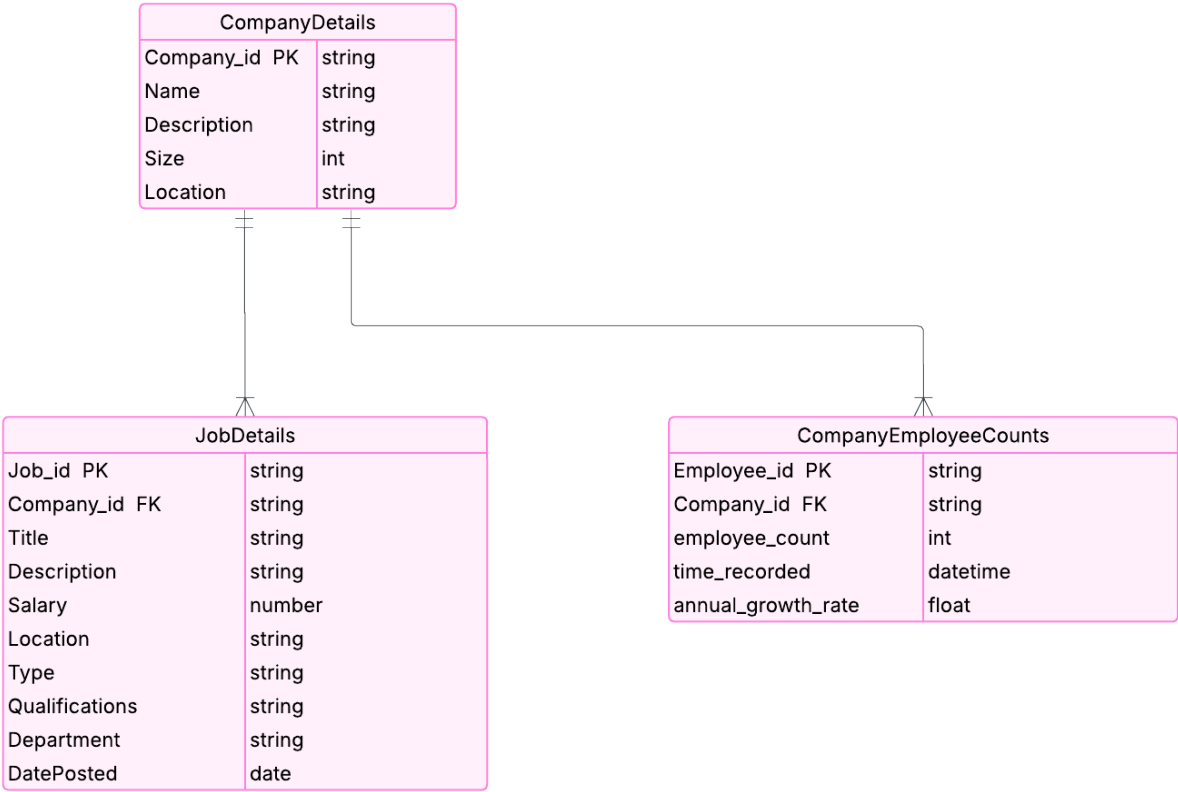 CompanyDetails
Company_id PK string
Name string
Description string
Size int
Location string
JobDetails
Job_id PK string
Company_id FK string
Title string
Description string
Salary number
Location string
Type string
Qualifications string
Department string
DatePosted date
CompanyEmployeeCounts
Employee_id PK string
Company_id FK string
employee_count int
time_recorded datetime
annual_growth_rate float